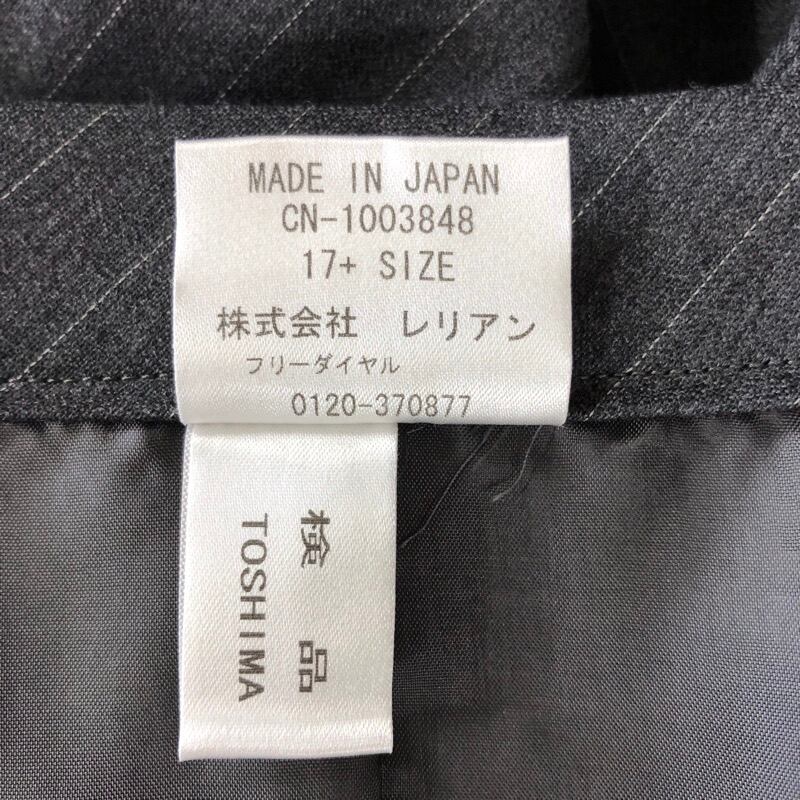 MADE IN JAPAN
CN-1003848
17+ SIZE
株式会社 レリアン
フリーダイヤル
0120-370877
検品
TOSHIMA